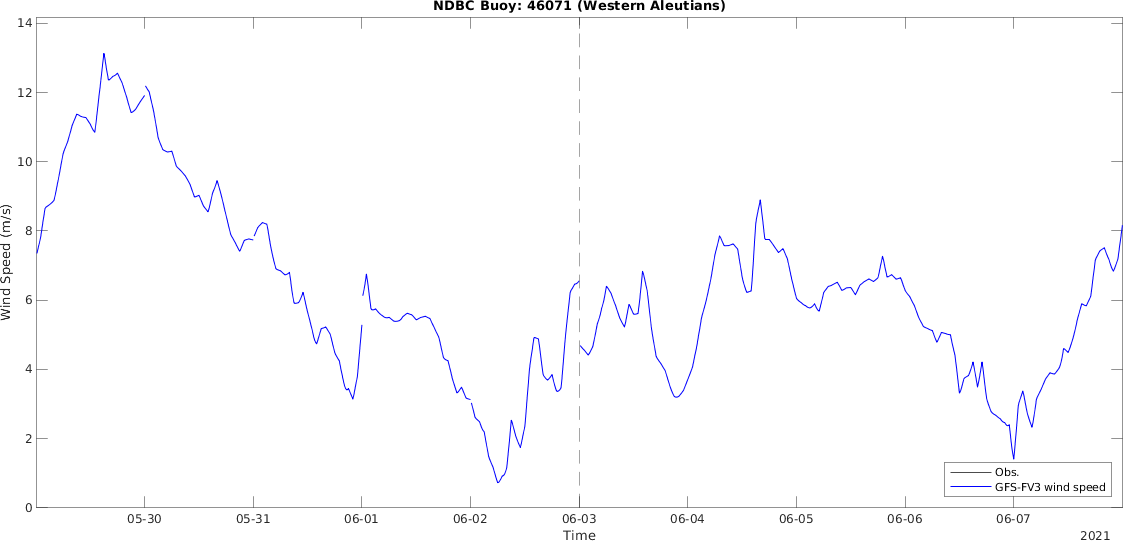 NDBC Buoy: 46071 (Western Aleutians)
14
12
10
8
6
4
2
0
Wind Speed (m/s)
05-30 05-31 06-01 06-02 06-03 06-04 06-05 06-06 06-07
Time
2021
Obs.
GFS-FV3 wind speed